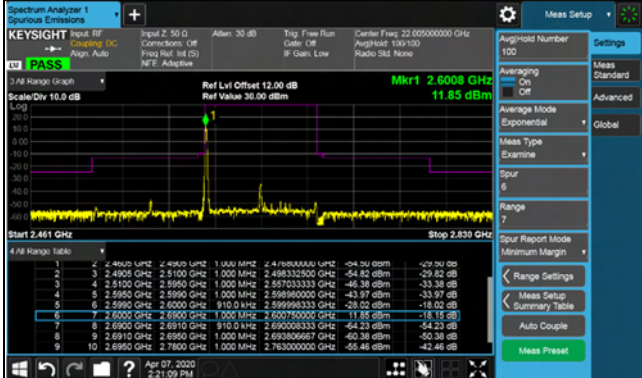 Spectrum Analyzer 1
Spurious Emissions
Meas Setup
KEYSIGHT
Input: RF
Coupling: DC
Align: Auto
Input Z: 50 Ω
Corrections: Off
Freq Ref: Int (S)
NFE: Adaptive
Atten: 30 dB
Trig: Free Run
Gate: Off
IF Gain: Low
Center Freq: 22.005000000 GHz
Avg|Hold: 100/100
Radio Std: None
PASS
3 All Range Graph
Scale/Div 10.0 dB
Ref Lvl Offset 12.00 dB
Ref Value 30.00 dBm
Mkr1 2.6008 GHz
11.85 dBm
Log
20.0
10.0
0.00
-10.0
-20.0
-30.0
-40.0
-50.0
-60.0
1
Start 2.461 GHz
Stop 2.830 GHz
4 All Range Table
1 2 2.4605 GHz 2.4905 GHz 1.000 MHz 2.476800000 GHz -54.50 dBm -29.50 dB
2 3 2.4905 GHz 2.5100 GHz 1.000 MHz 2.498332500 GHz -54.82 dBm -29.82 dB
3 4 2.5100 GHz 2.5950 GHz 1.000 MHz 2.557033333 GHz -46.38 dBm -33.38 dB
4 5 2.5950 GHz 2.5990 GHz 1.000 MHz 2.598960000 GHz -43.97 dBm -33.97 dB
5 6 2.5990 GHz 2.6000 GHz 910.0 kHz 2.599998333 GHz -28.02 dBm -18.02 dB
6 7 2.6000 GHz 2.6900 GHz 1.000 MHz 2.600750000 GHz 11.85 dBm -18.15 dB
7 8 2.6900 GHz 2.6910 GHz 910.0 kHz 2.690008333 GHz -64.23 dBm -54.23 dB
8 9 2.6910 GHz 2.6950 GHz 1.000 MHz 2.693806667 GHz -60.38 dBm -50.38 dB
9 10 2.6950 GHz 2.7800 GHz 1.000 MHz 2.763000000 GHz -55.46 dBm -42.46 dB
Apr 07, 2020
2:21:09 PM
Avg|Hold Number
100
Averaging
On
Off
Average Mode
Exponential
Meas Type
Examine
Spur
6
Range
7
Spur Report Mode
Minimum Margin
Range Settings
Meas Setup
Summary Table
Auto Couple
Meas Preset
Settings
Meas
Standard
Advanced
Global